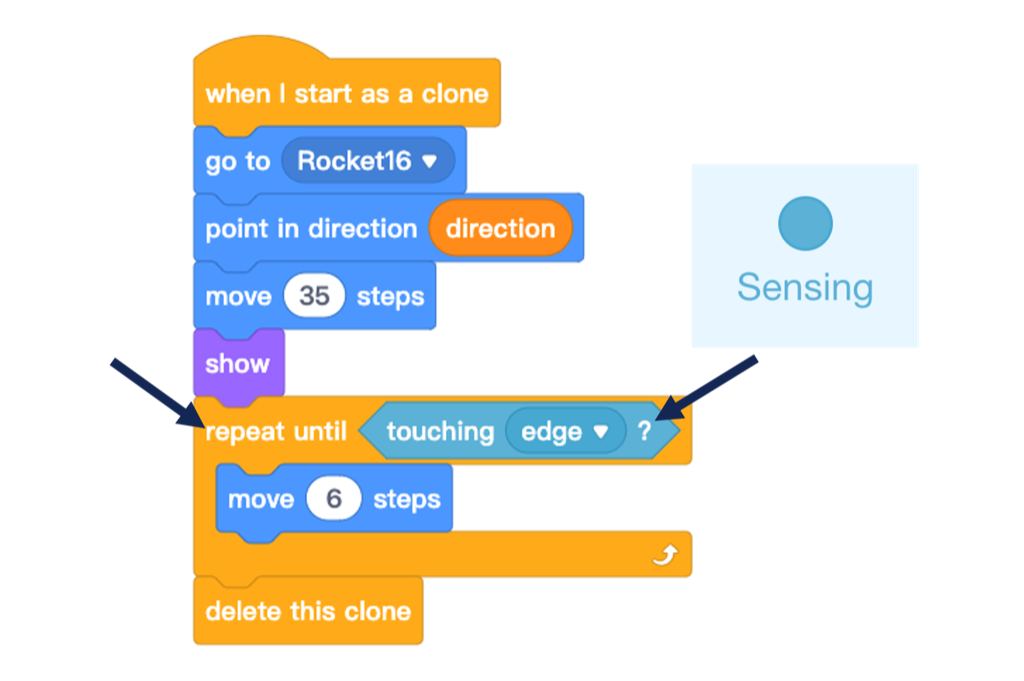 when I start as a clone
go to Rocket16
point in direction direction
move 35 steps
Sensing
show
repeat until touching edge ?
move 6 steps
delete this clone